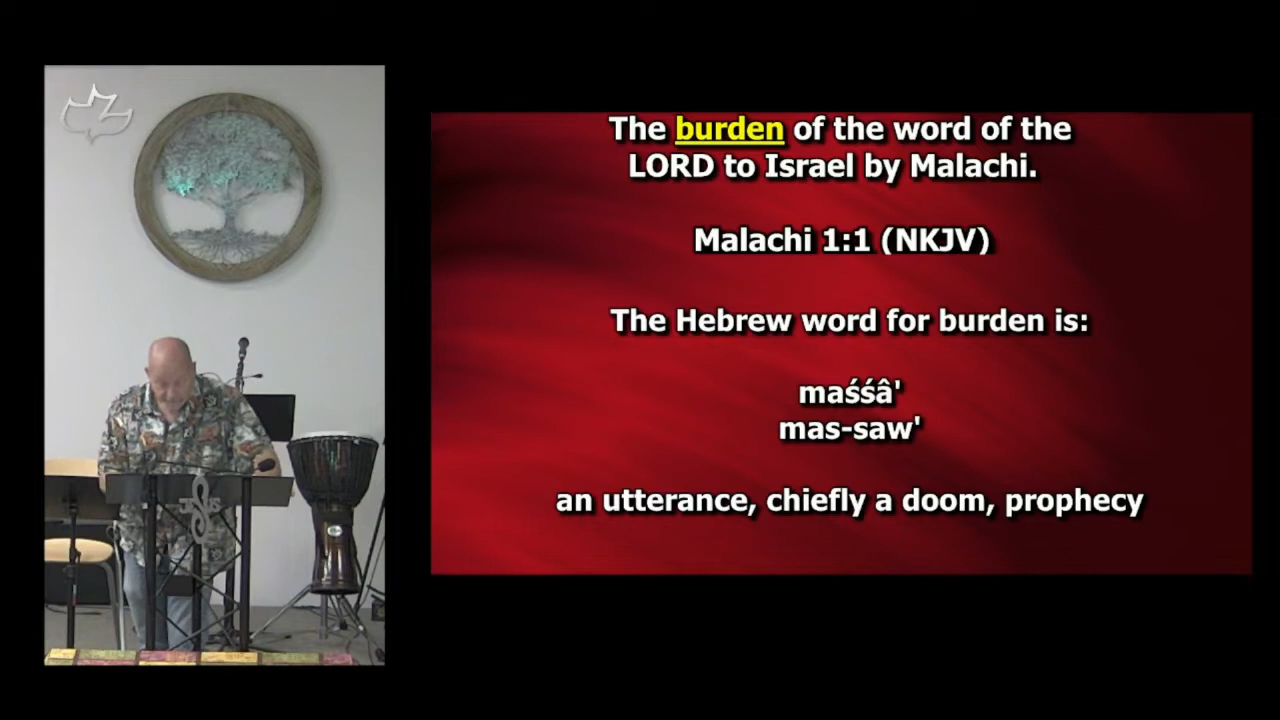 The burden of the word of the
LORD to Israel by Malachi.
Malachi 1:1 (NKJV)
The Hebrew word for burden is:
maśśâ'
mas-saw'
an utterance, chiefly a doom, prophecy